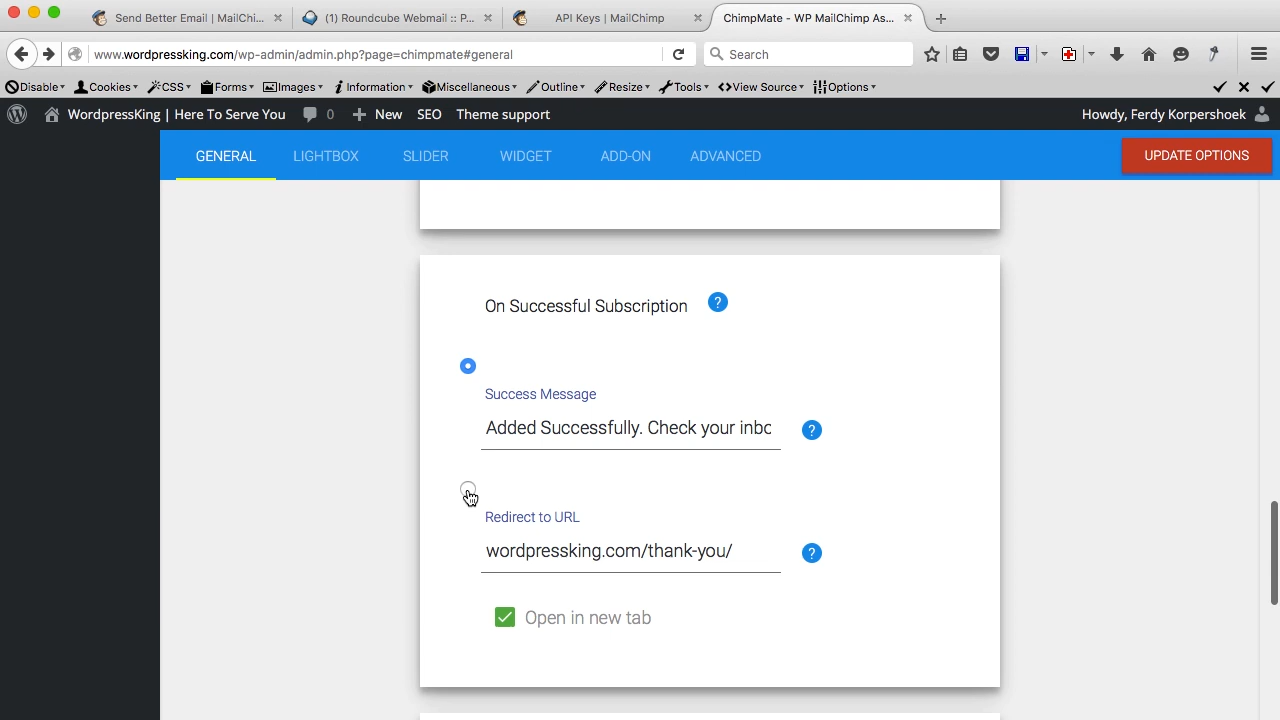 Send Better Email | MailChi... (1) Roundcube Webmail :: P... API Keys | MailChimp ChimpMate - WP MailChimp As...
www.wordpressking.com/wp-admin/admin.php?page=chimpmate#general Search
Disable Cookies CSS Forms Images Information Miscellaneous Outline Resize Tools View Source Options
WordpressKing | Here To Serve You 0 New SEO Theme support Howdy, Ferdy Korpershoek
GENERAL LIGHTBOX SLIDER WIDGET ADD-ON ADVANCED UPDATE OPTIONS
On Successful Subscription ?
Success Message
Added Successfully. Check your inbo ?
Redirect to URL
wordpressking.com/thank-you/ ?
Open in new tab